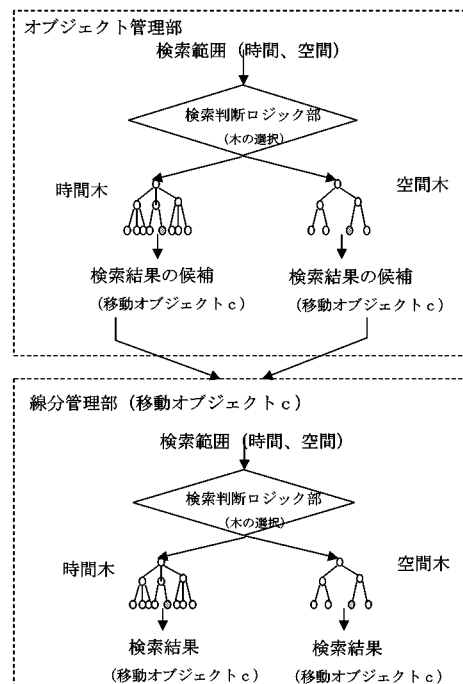 オブジェクト管理部
検索範囲（時間、空間）
検索判断ロジック部
（木の選択）
時間木
空間木
検索結果の候補
（移動オブジェクトｃ）
検索結果の候補
（移動オブジェクトｃ）
線分管理部（移動オブジェクトｃ）
検索範囲（時間、空間）
検索判断ロジック部
（木の選択）
時間木
空間木
検索結果
（移動オブジェクトｃ）
検索結果
（移動オブジェクトｃ）